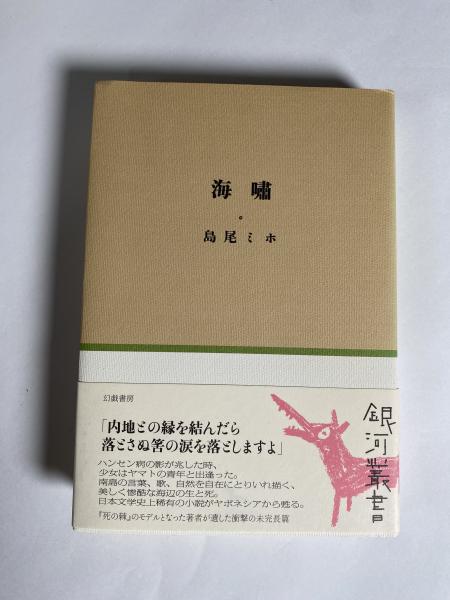 海嘯
島尾ミホ
幻戯書房
「内地との縁を結んだら
落とさぬ筈の涙を落としますよ」
ハンセン病の影が兆した時、
少女はヤマトの青年と出逢った。
南島の言葉、歌、自然を自在にとりいれ描く、
美しく惨酷な海辺の生と死。
日本文学史上稀有の小説がヤポネシアから甦る。
『死の棘』のモデルとなった著者が遺した衝撃の未完長篇
銀河叢書